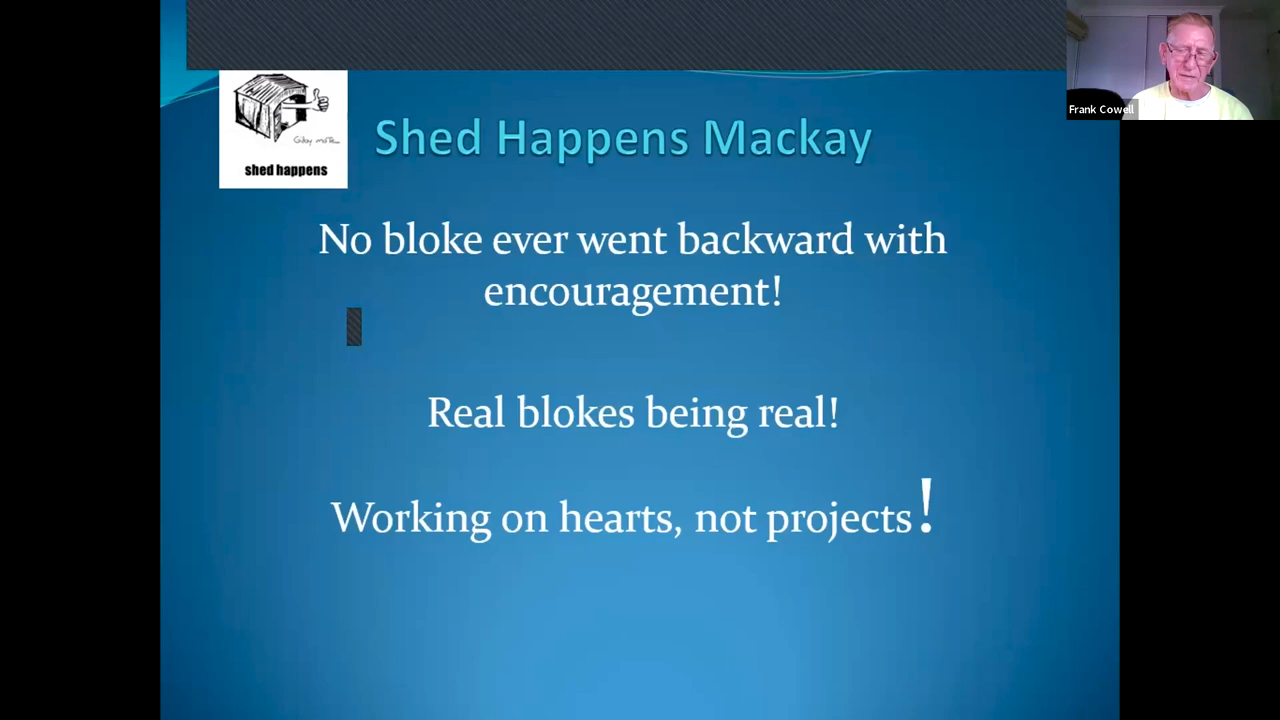 Frank Cowell
shed happens
Shed Happens Mackay
No bloke ever went backward with
encouragement!
Real blokes being real!
Working on hearts, not projects!